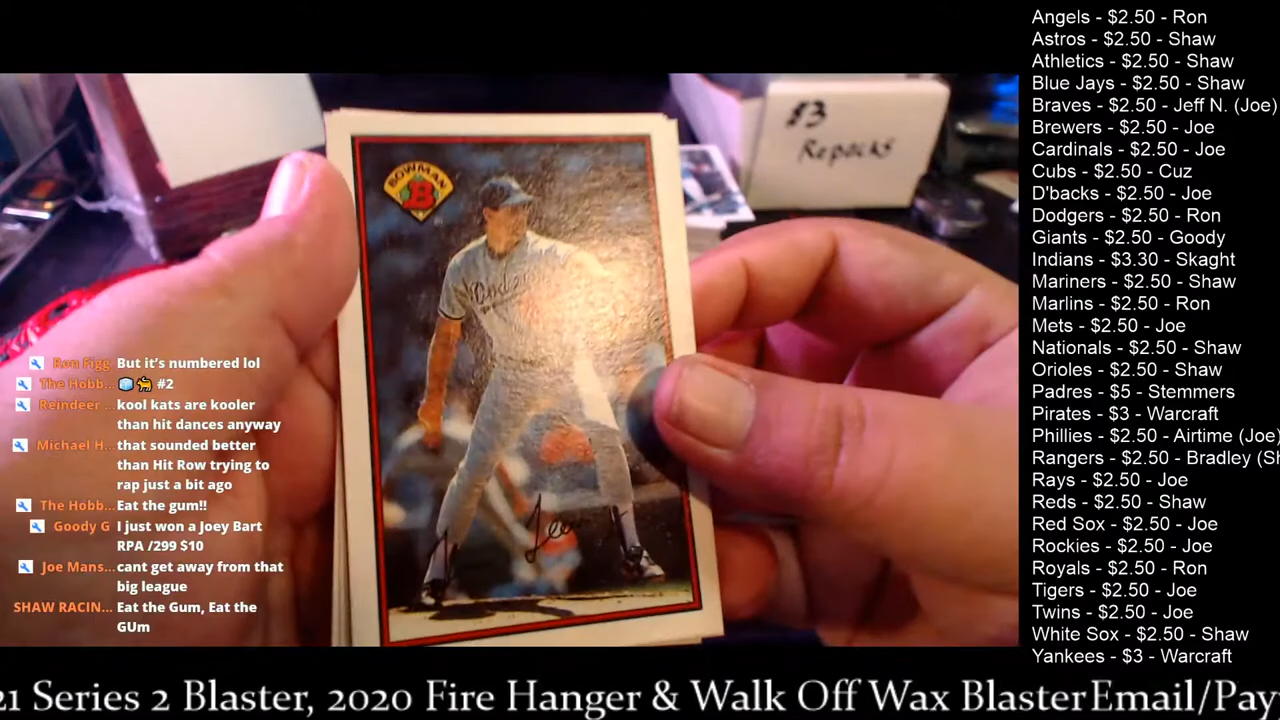 Angels - $2.50 - Ron
Astros - $2.50 - Shaw
Athletics - $2.50 - Shaw
Blue Jays - $2.50 - Shaw
Braves - $2.50 - Jeff N. (Joe)
Brewers - $2.50 - Joe
Cardinals - $2.50 - Joe
Cubs - $2.50 - Cuz
D'backs - $2.50 - Joe
Dodgers - $2.50 - Ron
Giants - $2.50 - Goody
Indians - $3.30 - Skaght
Mariners - $2.50 - Shaw
Marlins - $2.50 - Ron
Mets - $2.50 - Joe
Nationals - $2.50 - Shaw
Orioles - $2.50 - Shaw
Padres - $5 - Stemmers
Pirates - $3 - Warcraft
Phillies - $2.50 - Airtime (Joe)
Rangers - $2.50 - Bradley (Sh
Rays - $2.50 - Joe
Reds - $2.50 - Shaw
Red Sox - $2.50 - Joe
Rockies - $2.50 - Joe
Royals - $2.50 - Ron
Tigers - $2.50 - Joe
Twins - $2.50 - Joe
White Sox - $2.50 - Shaw
Yankees - $3 - Warcraft
$3
Repacks
BOWMAN
B
Dodgers
Ron Figg But it's numbered lol
The Hobb... #2
Reindeer ... kool kats are kooler
than hit dances anyway
Michael H... that sounded better
than Hit Row trying to
rap just a bit ago
The Hobb... Eat the gum!!
Goody G I just won a Joey Bart
RPA /299 $10
Joe Mans... cant get away from that
big league
SHAW RACIN... Eat the Gum, Eat the
GUm
21 Series 2 Blaster, 2020 Fire Hanger & Walk Off Wax Blaster Email/Pay